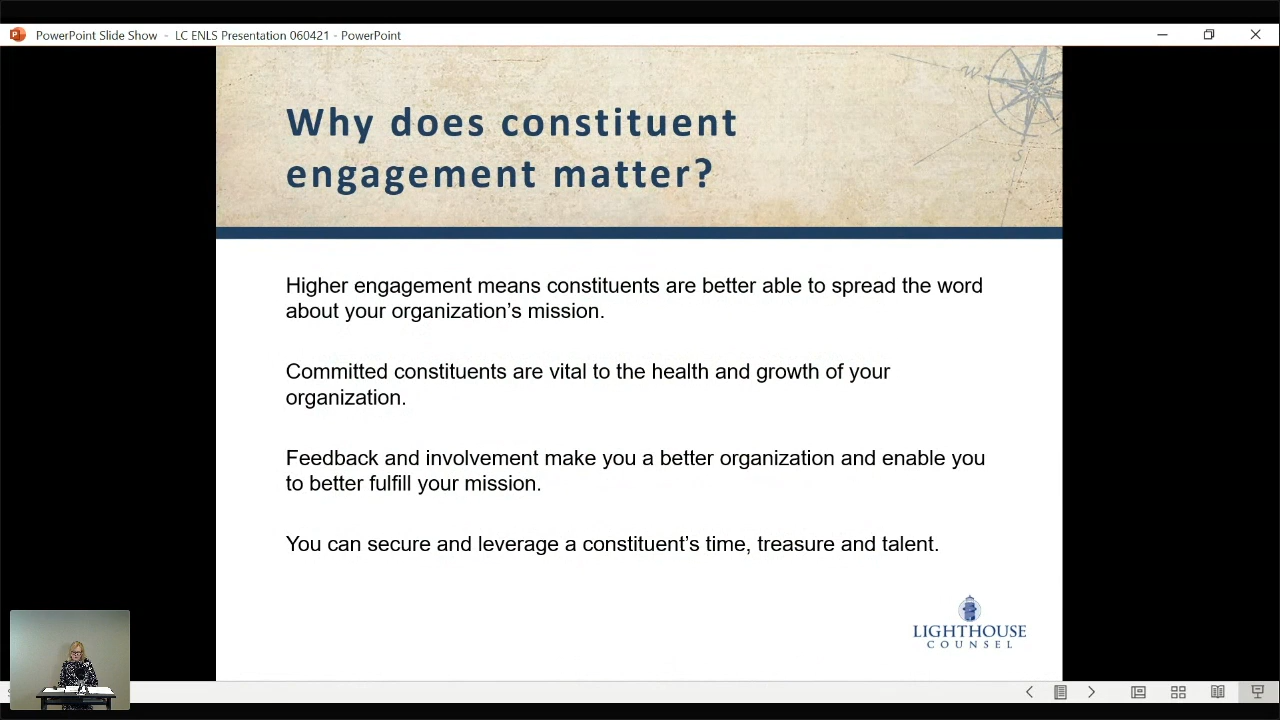 PowerPoint Slide Show - LC ENLS Presentation 060421 - PowerPoint
W
S
Why does constituent
engagement matter?
Higher engagement means constituents are better able to spread the word
about your organization’s mission.
Committed constituents are vital to the health and growth of your
organization.
Feedback and involvement make you a better organization and enable you
to better fulfill your mission.
You can secure and leverage a constituent’s time, treasure and talent.
LIGHTHOUSE
COUNSEL